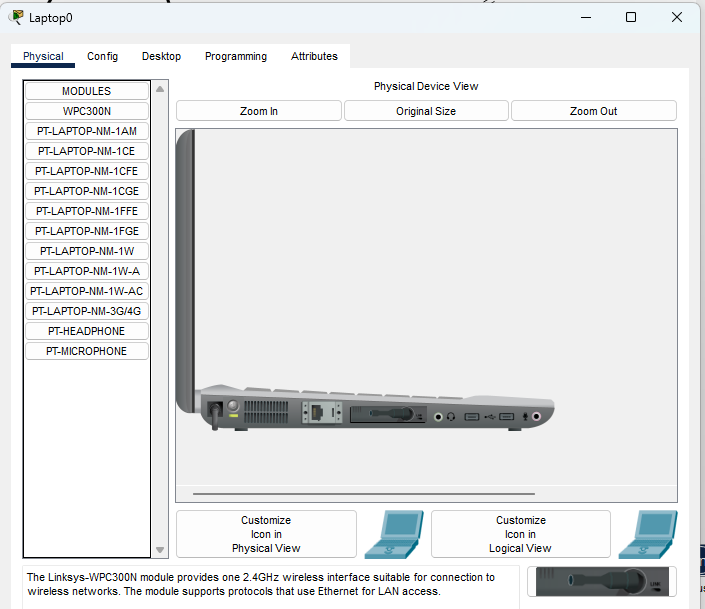 Laptop0
Physical Config Desktop Programming Attributes
MODULES
WPC300N
PT-LAPTOP-NM-1AM
PT-LAPTOP-NM-1CE
PT-LAPTOP-NM-1CFE
PT-LAPTOP-NM-1CGE
PT-LAPTOP-NM-1FFE
PT-LAPTOP-NM-1FGE
PT-LAPTOP-NM-1W
PT-LAPTOP-NM-1W-A
PT-LAPTOP-NM-1W-AC
PT-LAPTOP-NM-3G/4G
PT-HEADPHONE
PT-MICROPHONE
Physical Device View
Zoom In Original Size Zoom Out
Customize
Icon in
Physical View
Customize
Icon in
Logical View
The Linksys-WPC300N module provides one 2.4GHz wireless interface suitable for connection to
wireless networks. The module supports protocols that use Ethernet for LAN access.
LINK